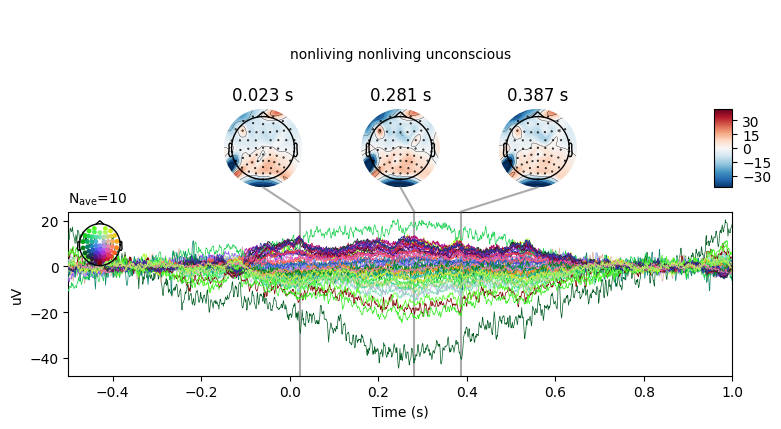 nonliving nonliving unconscious
0.023 s 0.281 s 0.387 s
30
15
0
−15
−30
Nave=10
20
0
−20
−40
uV
−0.4 −0.2 0.0 0.2 0.4 0.6 0.8 1.0
Time (s)